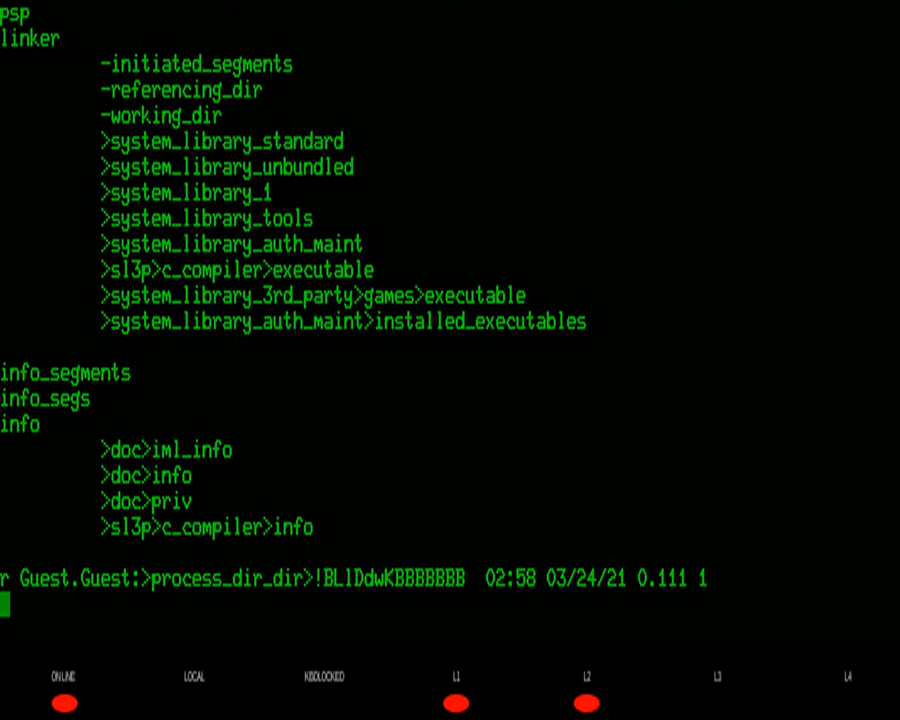 psp
linker
-initiated_segments
-referencing_dir
-working_dir
>system_library_standard
>system_library_unbundled
>system_library_1
>system_library_tools
>system_library_auth_maint
>sl3p>c_compiler>executable
>system_library_3rd_party>games>executable
>system_library_auth_maint>installed_executables
info_segments
info_segs
info
>doc>iml_info
>doc>info
>doc>priv
>sl3p>c_compiler>info
r Guest.Guest:>process_dir_dir>!BLlDdwKBBBBBBB 02:58 03/24/21 0.111 1
ONLINE LOCAL KBDLOCKED L1 L2 L3 L4